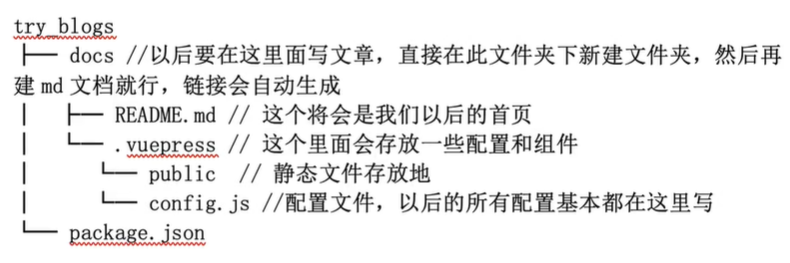 try_blogs
├── docs //以后要在这里面写文章，直接在此文件夹下新建文件夹，然后再
建 md 文档就行，链接会自动生成
│   ├── README.md // 这个将会是我们以后的首页
│   └── .vuepress // 这个里面会存放一些配置和组件
│       └── public  // 静态文件存放地
│       └── config.js //配置文件，以后的所有配置基本都在这里写
└── package.json